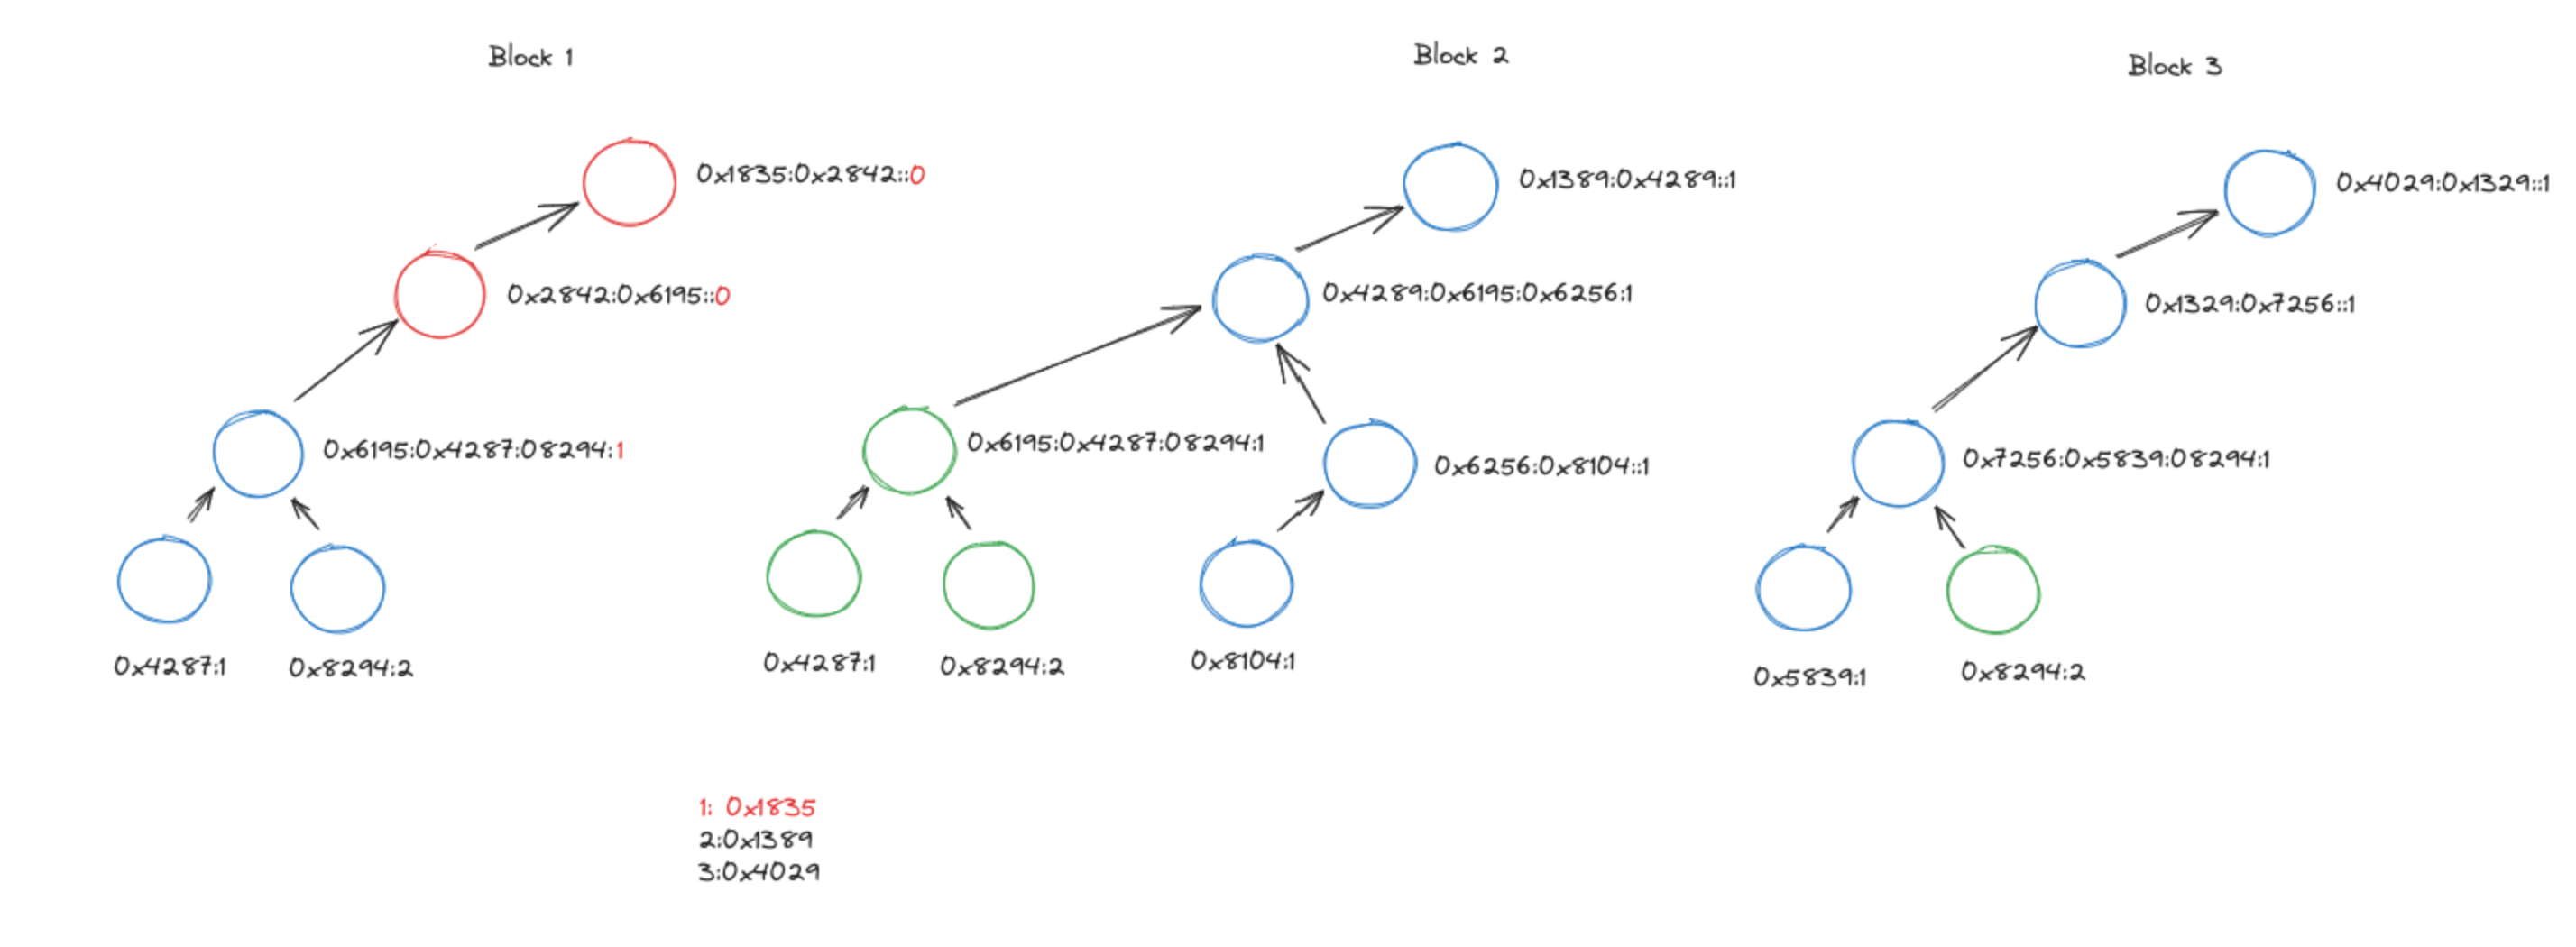 Block 1
0x1835:0x2842::0
0x2842:0x6195::0
0x6195:0x4287:08294:1
0x4287:1
0x8294:2
Block 2
0x1389:0x4289::1
0x4289:0x6195:0x6256:1
0x6195:0x4287:08294:1
0x6256:0x8104::1
0x4287:1
0x8294:2
0x8104:1
Block 3
0x4029:0x1329::1
0x1329:0x7256::1
0x7256:0x5839:08294:1
0x5839:1
0x8294:2
1: 0x1835
2:0x1389
3:0x4029